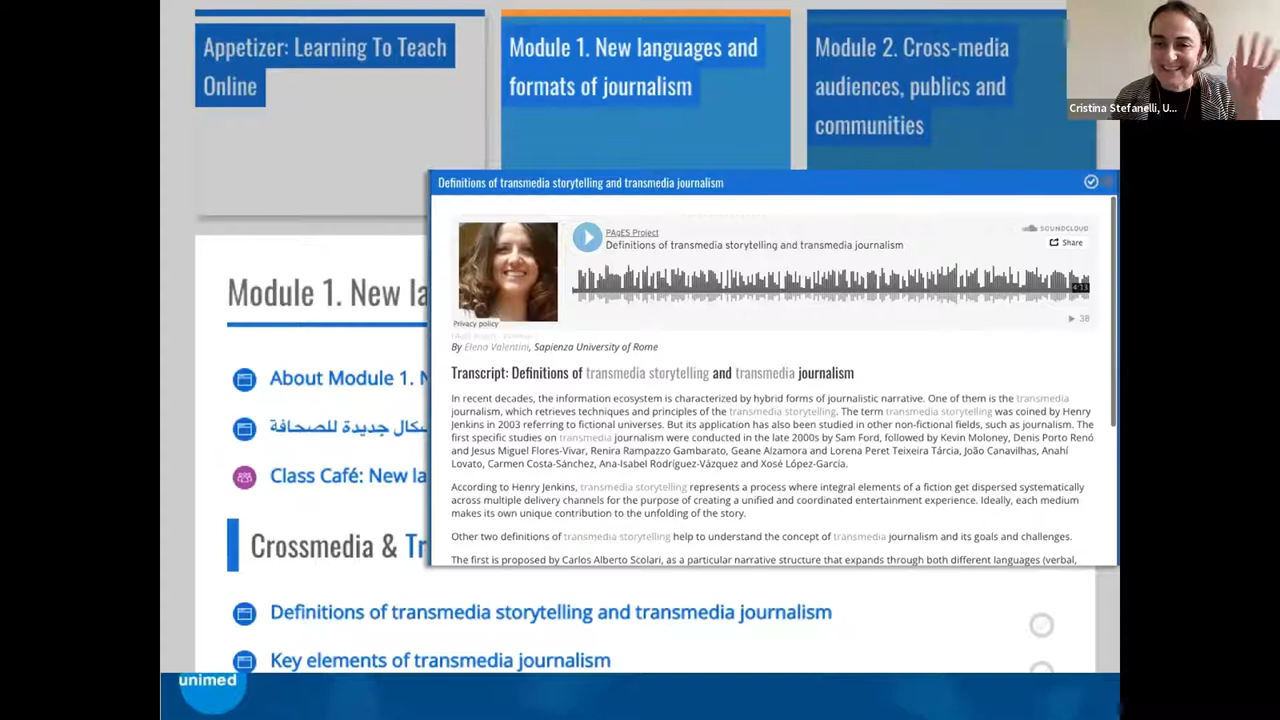 Appetizer: Learning To Teach
Online
Module 1. New languages and
formats of journalism
Module 2. Cross-media
audiences, publics and
communities
Cristina Stefanelli, U...
Definitions of transmedia storytelling and transmedia journalism
PAgES Project
Definitions of transmedia storytelling and transmedia journalism
SOUNDCLOUD
Share
4:13
38
Privacy policy
By Elena Valentini, Sapienza University of Rome
Transcript: Definitions of transmedia storytelling and transmedia journalism
In recent decades, the information ecosystem is characterized by hybrid forms of journalistic narrative. One of them is the transmedia
journalism, which retrieves techniques and principles of the transmedia storytelling. The term transmedia storytelling was coined by Henry
Jenkins in 2003 referring to fictional universes. But its application has also been studied in other non-fictional fields, such as journalism. The
first specific studies on transmedia journalism were conducted in the late 2000s by Sam Ford, followed by Kevin Moloney, Denis Porto Renó
and Jesus Miguel Flores-Vivar, Renira Rampazzo Gambarato, Geane Alzamora and Lorena Peret Teixeira Tárcia, João Canavilhas, Anahí
Lovato, Carmen Costa-Sánchez, Ana-Isabel Rodríguez-Vázquez and Xosé López-García.
According to Henry Jenkins, transmedia storytelling represents a process where integral elements of a fiction get dispersed systematically
across multiple delivery channels for the purpose of creating a unified and coordinated entertainment experience. Ideally, each medium
makes its own unique contribution to the unfolding of the story.
Other two definitions of transmedia storytelling help to understand the concept of transmedia journalism and its goals and challenges.
The first is proposed by Carlos Alberto Scolari, as a particular narrative structure that expands through both different languages (verbal,
Module 1. New la
About Module 1. N
كال جديدة للصحافة
Class Café: New la
Crossmedia & Tr
Definitions of transmedia storytelling and transmedia journalism
Key elements of transmedia journalism
unimed